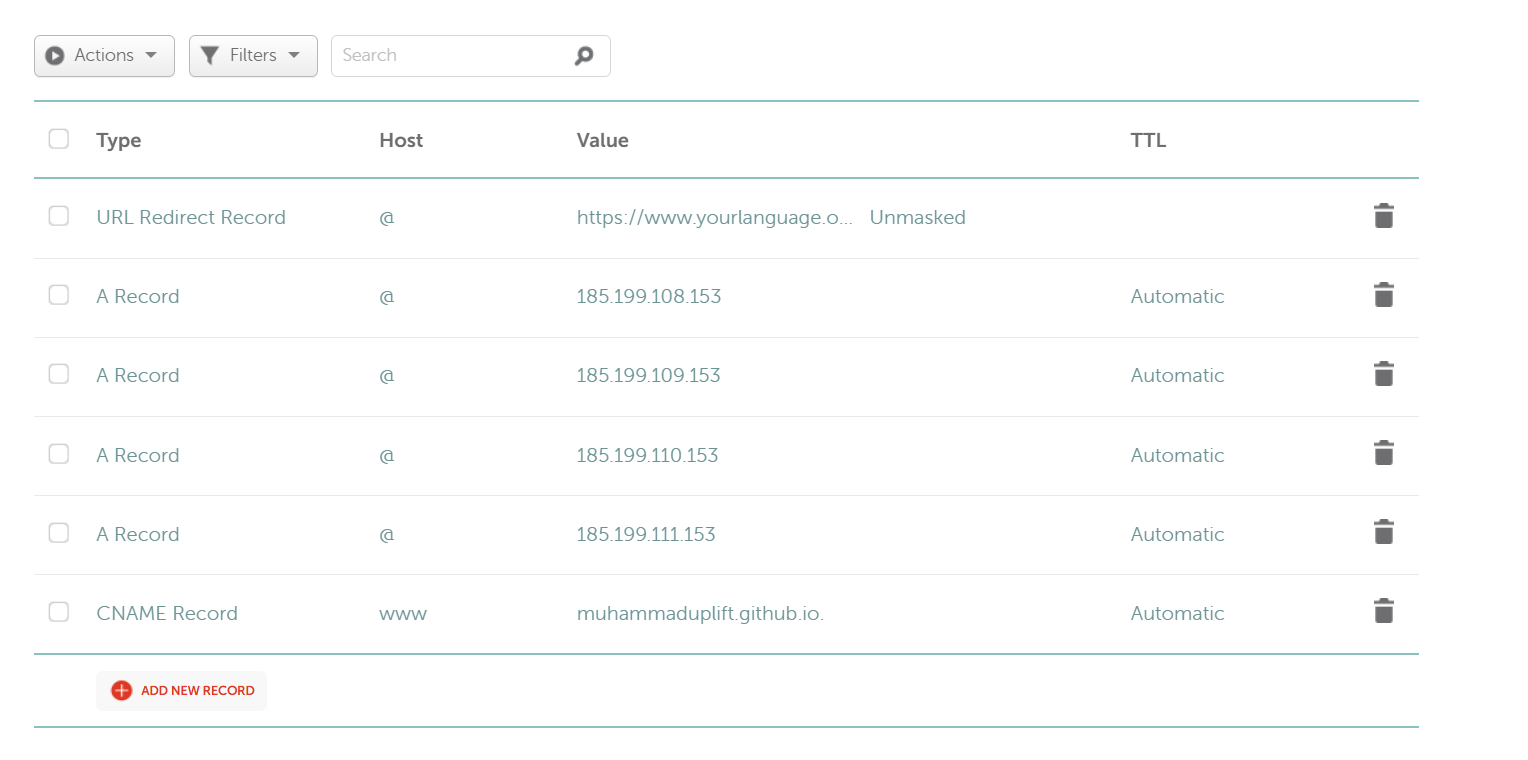 Actions Filters Search
Type Host Value TTL
URL Redirect Record @ https://www.yourlanguage.o... Unmasked
A Record @ 185.199.108.153 Automatic
A Record @ 185.199.109.153 Automatic
A Record @ 185.199.110.153 Automatic
A Record @ 185.199.111.153 Automatic
CNAME Record www muhammaduplift.github.io. Automatic
ADD NEW RECORD